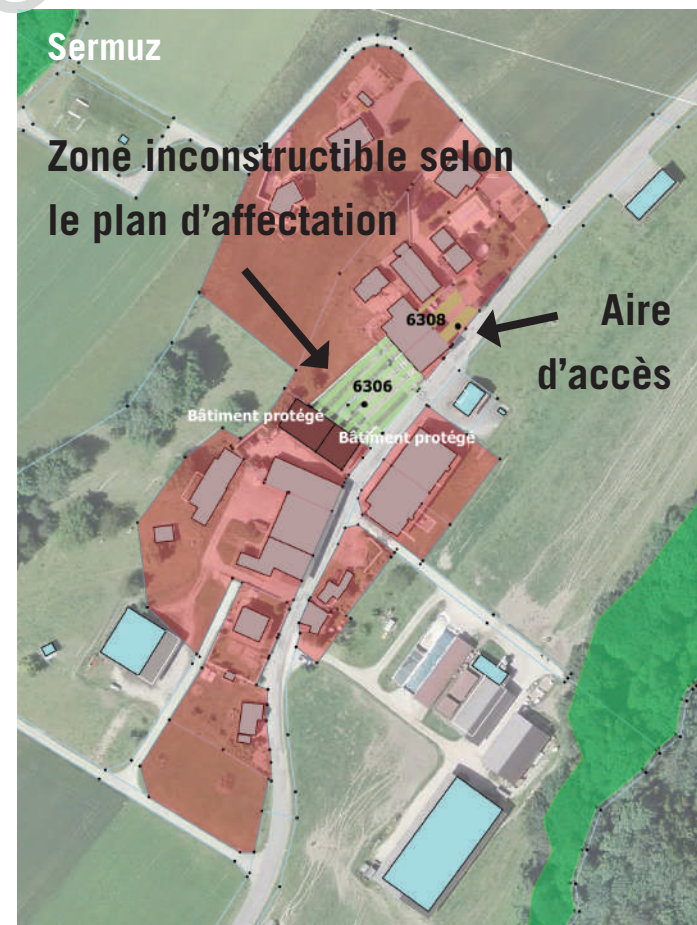 Sermuz
Zone inconstructible selon
le plan d'affectation
6308
Aire
d'accès
6306
Bâtiment protégé
Bâtiment protégé